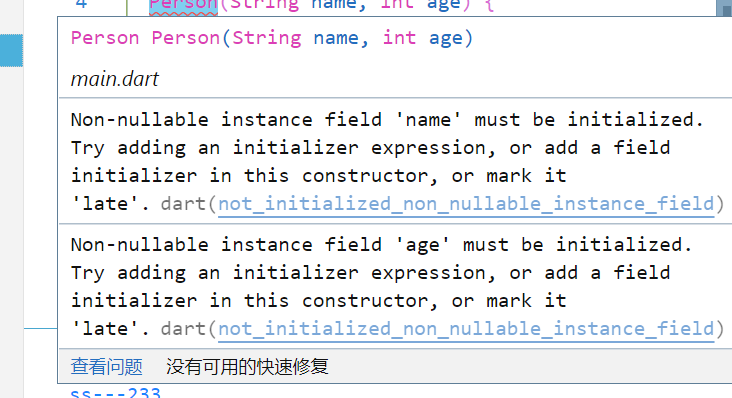 4 Person(String name, int age) {
Person Person(String name, int age)
main.dart
Non-nullable instance field 'name' must be initialized.
Try adding an initializer expression, or add a field
initializer in this constructor, or mark it
'late'. dart(not_initialized_non_nullable_instance_field)
Non-nullable instance field 'age' must be initialized.
Try adding an initializer expression, or add a field
initializer in this constructor, or mark it
'late'. dart(not_initialized_non_nullable_instance_field)
查看问题 没有可用的快速修复
ss---233